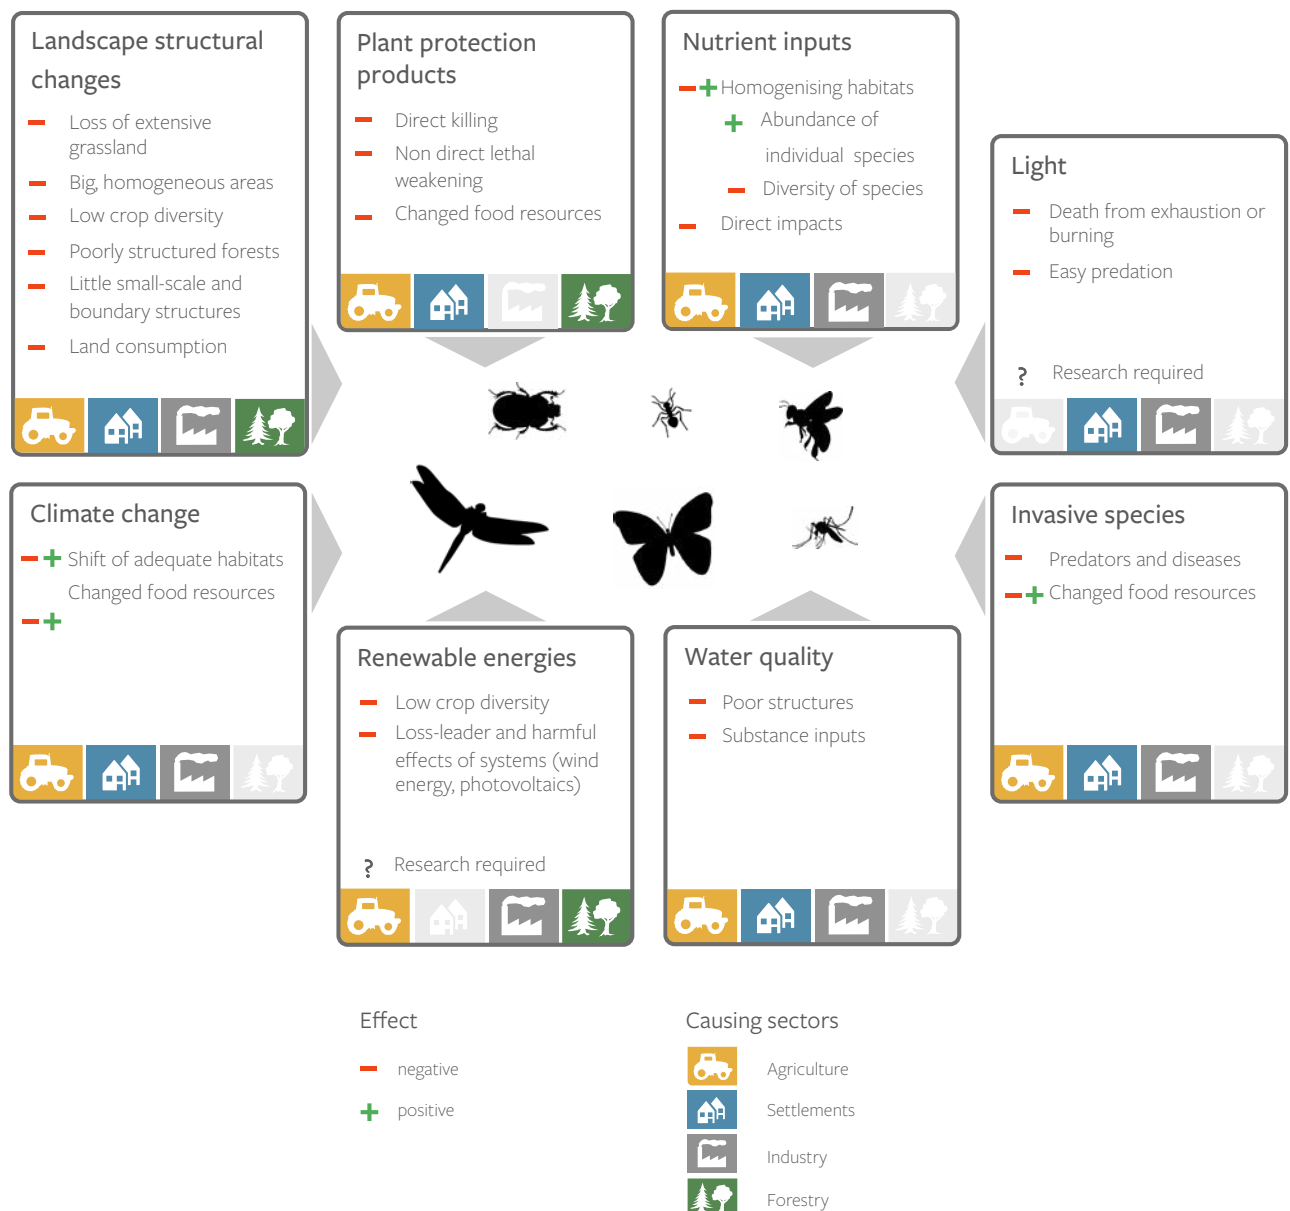 Landscape structural
changes
Loss of extensive
grassland
Big, homogeneous areas
Low crop diversity
Poorly structured forests
Little small-scale and
boundary structures
Land consumption
Plant protection
products
Direct killing
Non direct lethal
weakening
Changed food resources
Nutrient inputs
Homogenising habitats
Abundance of
individual species
Diversity of species
Direct impacts
Light
Death from exhaustion or
burning
Easy predation
? Research required
Climate change
Shift of adequate habitats
Changed food resources
Renewable energies
Low crop diversity
Loss-leader and harmful
effects of systems (wind
energy, photovoltaics)
? Research required
Water quality
Poor structures
Substance inputs
Invasive species
Predators and diseases
Changed food resources
Effect
negative
positive
Causing sectors
Agriculture
Settlements
Industry
Forestry